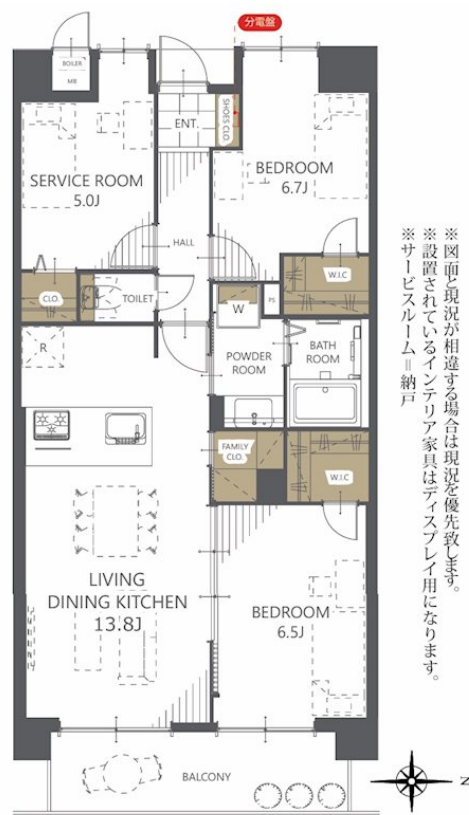 分電盤
BOILER
MB
ENT.
SHOES CLO.
SERVICE ROOM
5.0J
BEDROOM
6.7J
HALL
W.I.C
CLO.
TOILET
W
PS
R
POWDER
ROOM
BATH
ROOM
FAMILY
CLO.
W.I.C
LIVING
DINING KITCHEN
13.8J
BEDROOM
6.5J
BALCONY
N
※図面と現況が相違する場合は現況を優先致します。
※設置されているインテリア家具はディスプレイ用になります。
※サービスルーム＝納戸